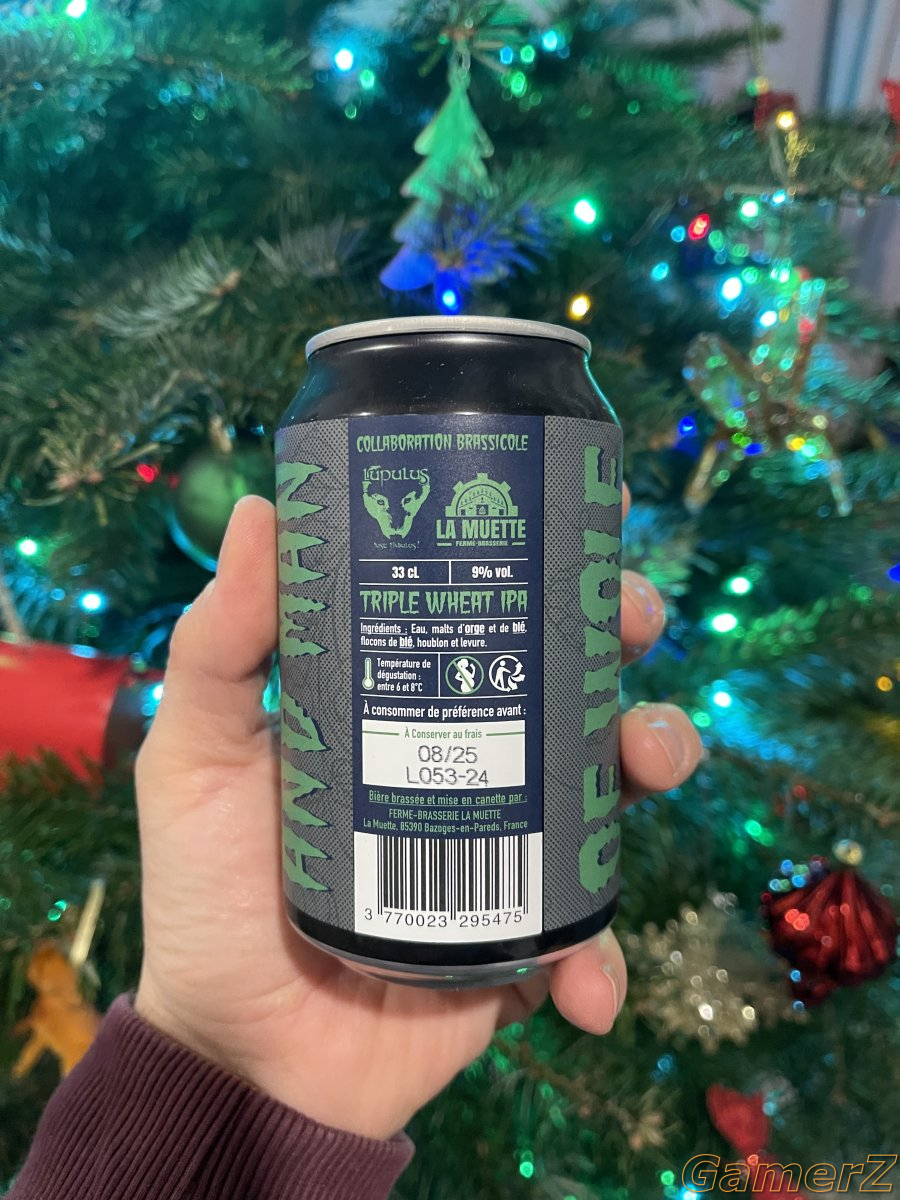 COLLABORATION BRASSICOLE
Lupulus
LA MUETTE
FERME-BRASSERIE
33 cL
9% vol.
TRIPLE WHEAT IPA
Ingrédients : Eau, malts d'orge et de blé,
flocons de blé, houblon et levure.
Température de
dégustation :
entre 6 et 8°C
À consommer de préférence avant :
À Conserver au frais
08/25
L053-24
Bière brassée et mise en canette par :
FERME-BRASSERIE LA MUETTE
La Muette, 85390 Bazoges-en-Pareds, France
3 770023 295475
AND MAN
OF WOIE
GamerZ